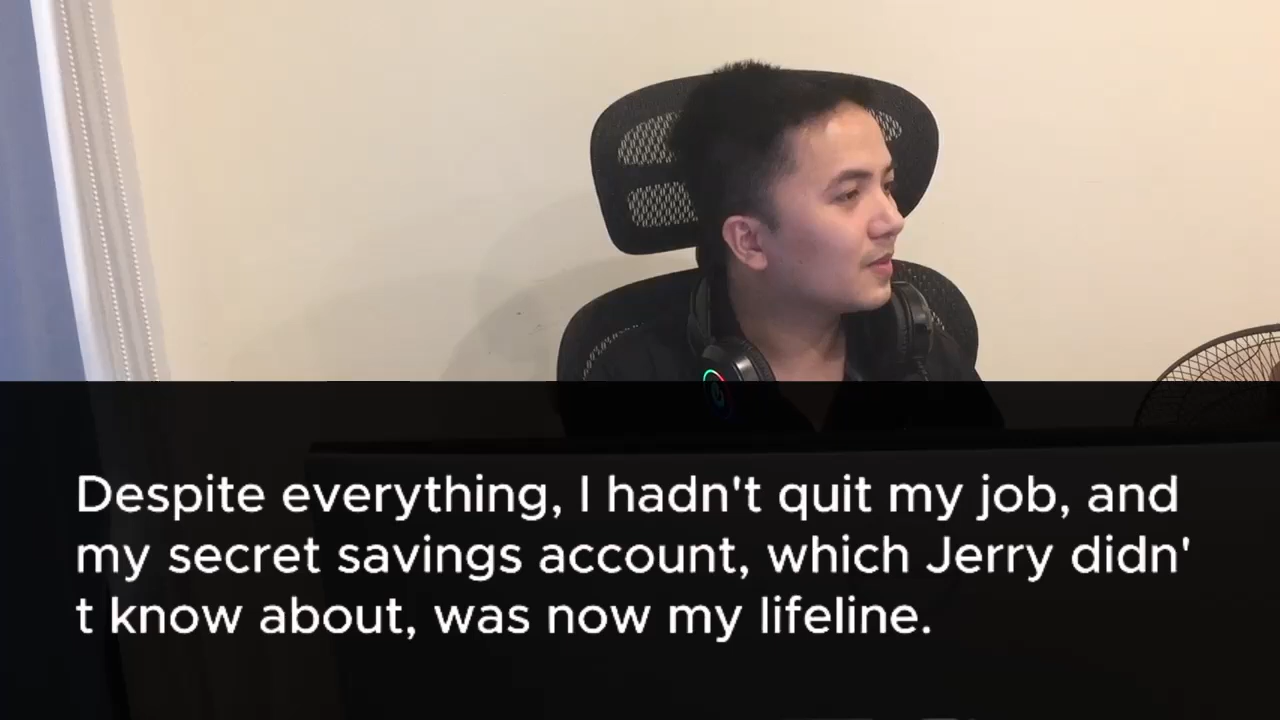 Despite everything, I hadn't quit my job, and
my secret savings account, which Jerry didn'
t know about, was now my lifeline.